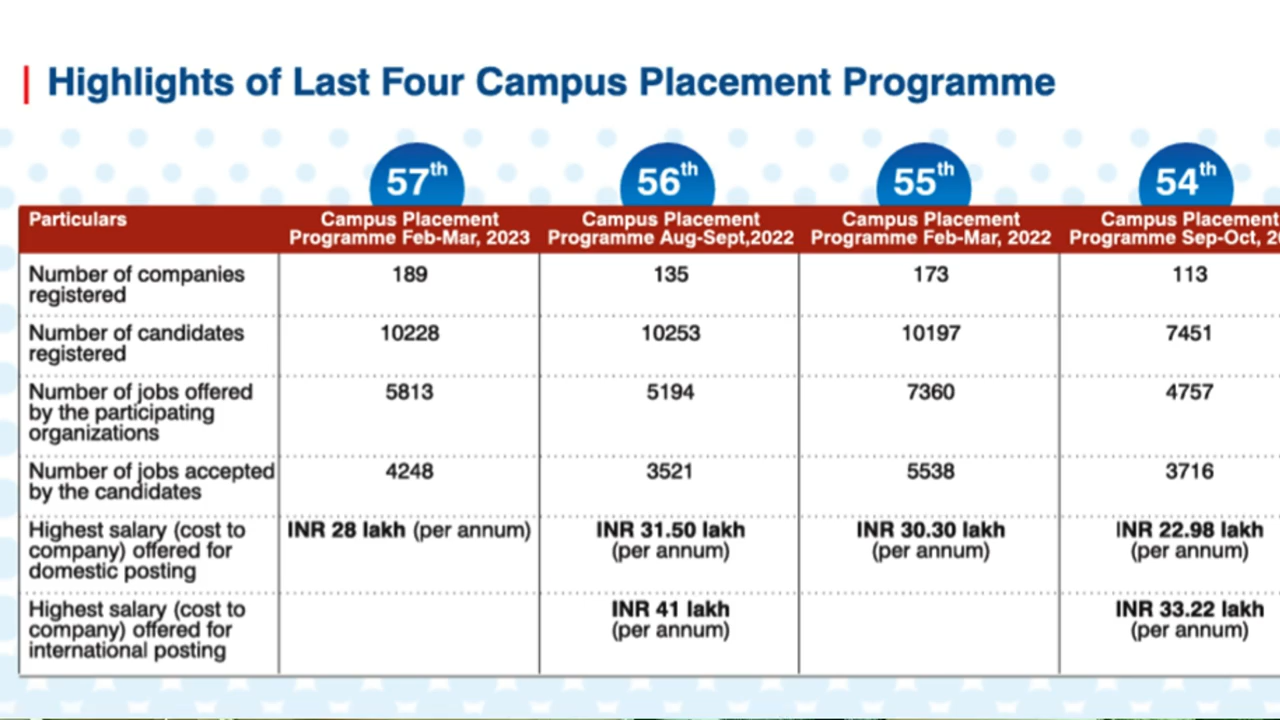 Highlights of Last Four Campus Placement Programme
57th
56th
55th
54th
Particulars
Campus Placement
Programme Feb-Mar, 2023
Campus Placement
Programme Aug-Sept,2022
Campus Placement
Programme Feb-Mar, 2022
Campus Placement
Programme Sep-Oct,
Number of companies
registered
189
135
173
113
Number of candidates
registered
10228
10253
10197
7451
Number of jobs offered
by the participating
organizations
5813
5194
7360
4757
Number of jobs accepted
by the candidates
4248
3521
5538
3716
Highest salary (cost to
company) offered for
domestic posting
INR 28 lakh (per annum)
INR 31.50 lakh
(per annum)
INR 30.30 lakh
(per annum)
INR 22.98 lakh
(per annum)
Highest salary (cost to
company) offered for
international posting
INR 41 lakh
(per annum)
INR 33.22 lakh
(per annum)